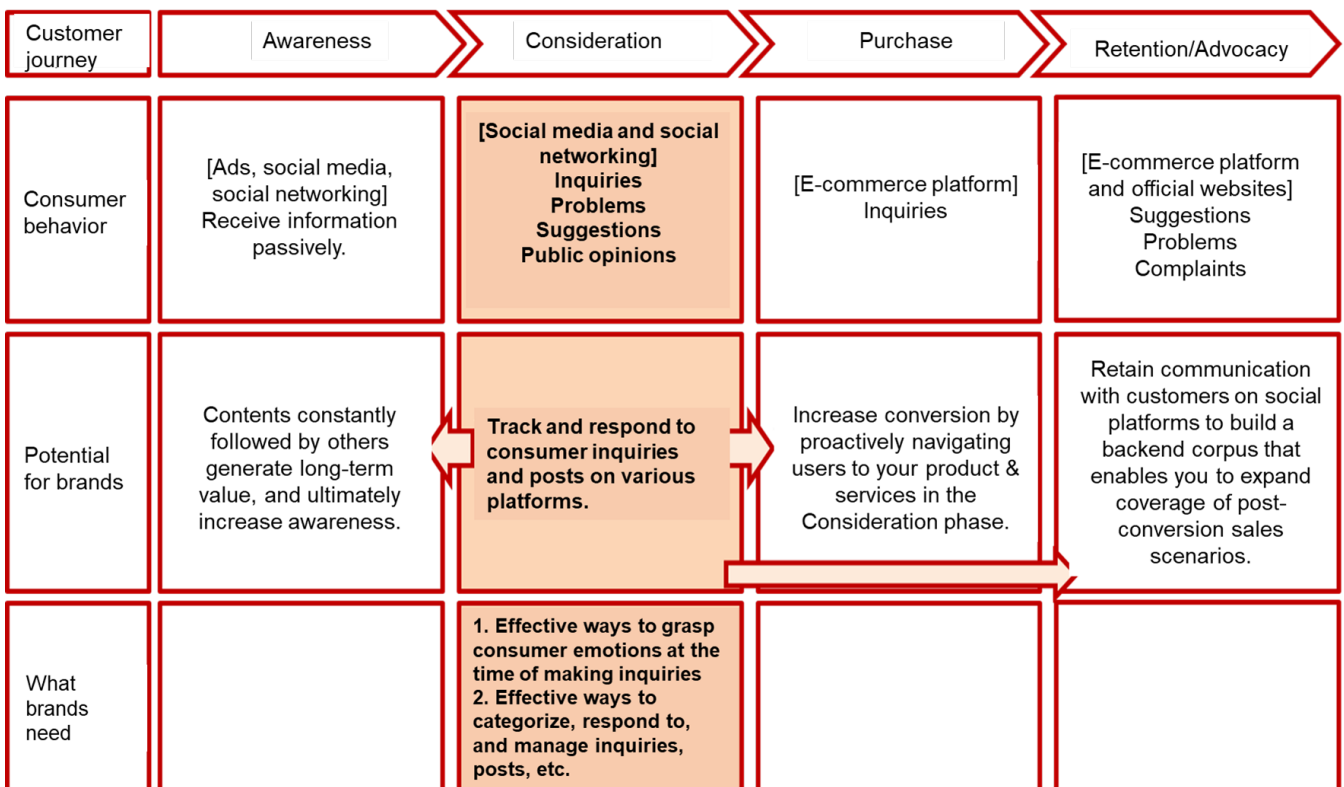 Customer
journey
Awareness
Consideration
Purchase
Retention/Advocacy
Consumer
behavior
[Ads, social media,
social networking]
Receive information
passively.
[Social media and social
networking]
Inquiries
Problems
Suggestions
Public opinions
[E-commerce platform]
Inquiries
[E-commerce platform
and official websites]
Suggestions
Problems
Complaints
Potential
for brands
Contents constantly
followed by others
generate long-term
value, and ultimately
increase awareness.
Track and respond to
consumer inquiries
and posts on various
platforms.
Increase conversion by
proactively navigating
users to your product &
services in the
Consideration phase.
Retain communication
with customers on social
platforms to build a
backend corpus that
enables you to expand
coverage of post-
conversion sales
scenarios.
What
brands
need
1. Effective ways to grasp
consumer emotions at the
time of making inquiries
2. Effective ways to
categorize, respond to,
and manage inquiries,
posts, etc.